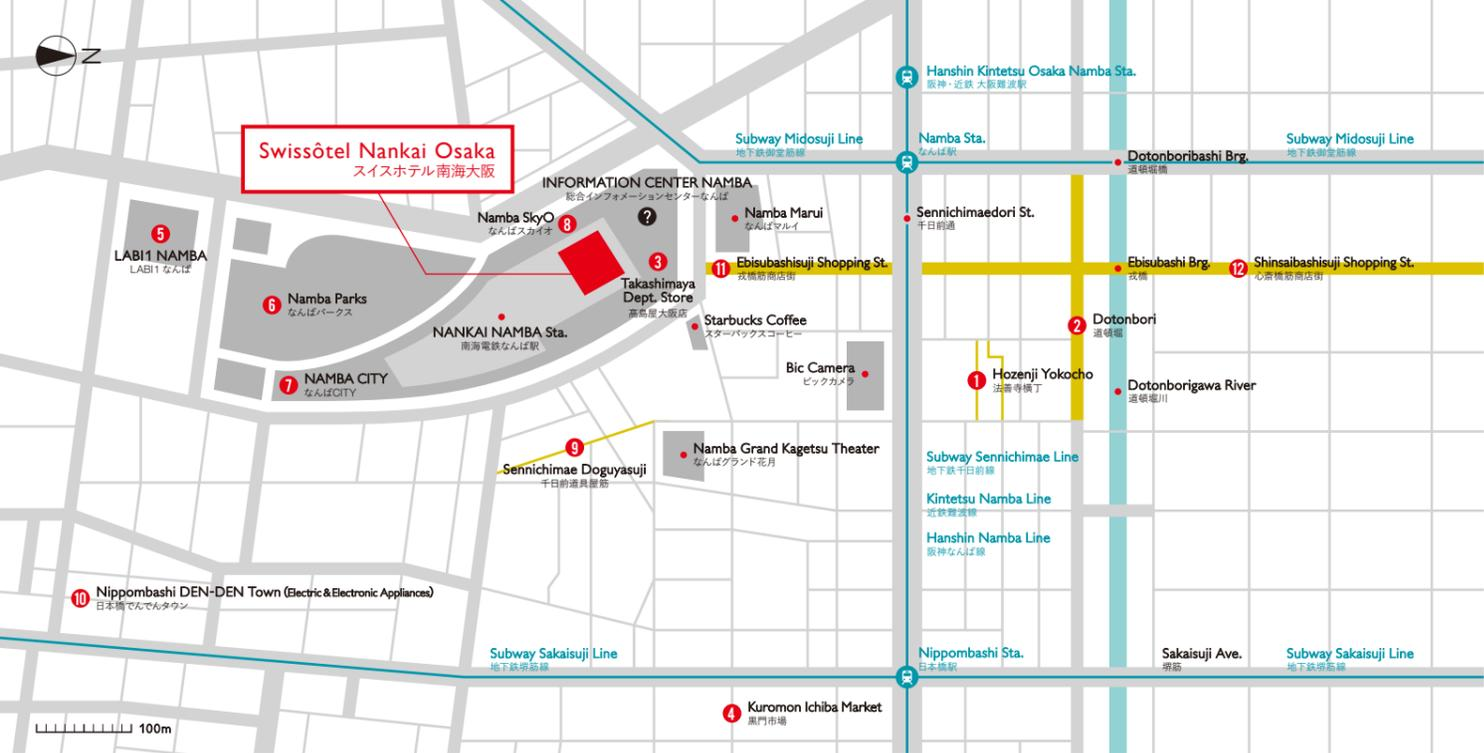 N
Hanshin Kintetsu Osaka Namba Sta.
阪神・近鉄 大阪難波駅
Subway Midosuji Line
地下鉄御堂筋線
Namba Sta.
なんば駅
Subway Midosuji Line
地下鉄御堂筋線
Dotonboribashi Brg.
道頓堀橋
Swissôtel Nankai Osaka
スイスホテル南海大阪
INFORMATION CENTER NAMBA
総合インフォメーションセンターなんば
?
Namba SkyO
なんばスカイオ
8
Namba Marui
なんばマルイ
Sennichimaedori St.
千日前通
5
LABI1 NAMBA
LABI1 なんば
3
Takashimaya
Dept. Store
髙島屋大阪店
11
Ebisubashisuji Shopping St.
戎橋筋商店街
Ebisubashi Brg.
戎橋
12
Shinsaibashisuji Shopping St.
心斎橋筋商店街
6
Namba Parks
なんばパークス
NANKAI NAMBA Sta.
南海電鉄なんば駅
Starbucks Coffee
スターバックスコーヒー
2
Dotonbori
道頓堀
Bic Camera
ビックカメラ
1
Hozenji Yokocho
法善寺横丁
Dotonborigawa River
道頓堀川
7
NAMBA CITY
なんばCITY
9
Sennichimae Doguyasuji
千日前道具屋筋
Namba Grand Kagetsu Theater
なんばグランド花月
Subway Sennichimae Line
地下鉄千日前線
Kintetsu Namba Line
近鉄難波線
Hanshin Namba Line
阪神なんば線
10
Nippombashi DEN-DEN Town (Electric & Electronic Appliances)
日本橋でんでんタウン
Subway Sakaisuji Line
地下鉄堺筋線
Nippombashi Sta.
日本橋駅
Sakaisuji Ave.
堺筋
Subway Sakaisuji Line
地下鉄堺筋線
4
Kuromon Ichiba Market
黒門市場
100m